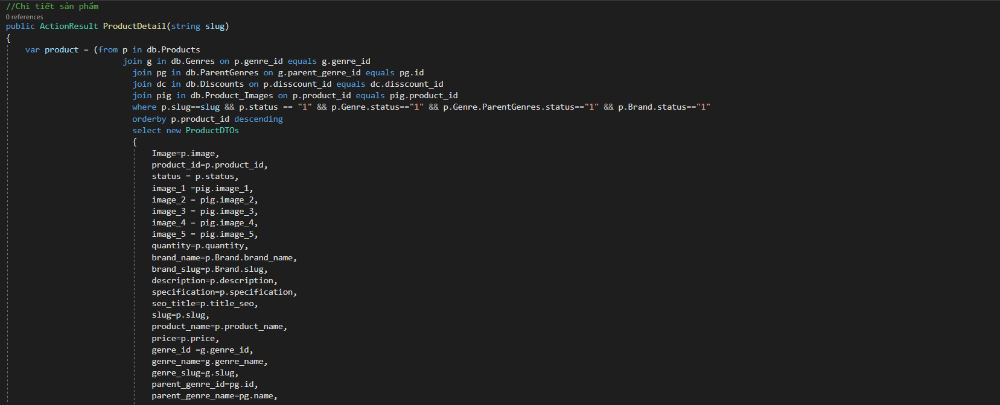 //Chi tiết sản phẩm
0 references
public ActionResult ProductDetail(string slug)
{
var product = (from p in db.Products
join g in db.Genres on p.genre_id equals g.genre_id
join pg in db.ParentGenres on g.parent_genre_id equals pg.id
join dc in db.Discounts on p.disscount_id equals dc.disscount_id
join pig in db.Product_Images on p.product_id equals pig.product_id
where p.slug==slug && p.status == "1" && p.Genre.status=="1" && p.Genre.ParentGenres.status=="1" && p.Brand.status=="1"
orderby p.product_id descending
select new ProductDTOs
{
Image=p.image,
product_id=p.product_id,
status = p.status,
image_1 =pig.image_1,
image_2 = pig.image_2,
image_3 = pig.image_3,
image_4 = pig.image_4,
image_5 = pig.image_5,
quantity=p.quantity,
brand_name=p.Brand.brand_name,
brand_slug=p.Brand.slug,
description=p.description,
specification=p.specification,
seo_title=p.title_seo,
slug=p.slug,
product_name=p.product_name,
price=p.price,
genre_id =g.genre_id,
genre_name=g.genre_name,
genre_slug=g.slug,
parent_genre_id=pg.id,
parent_genre_name=pg.name,